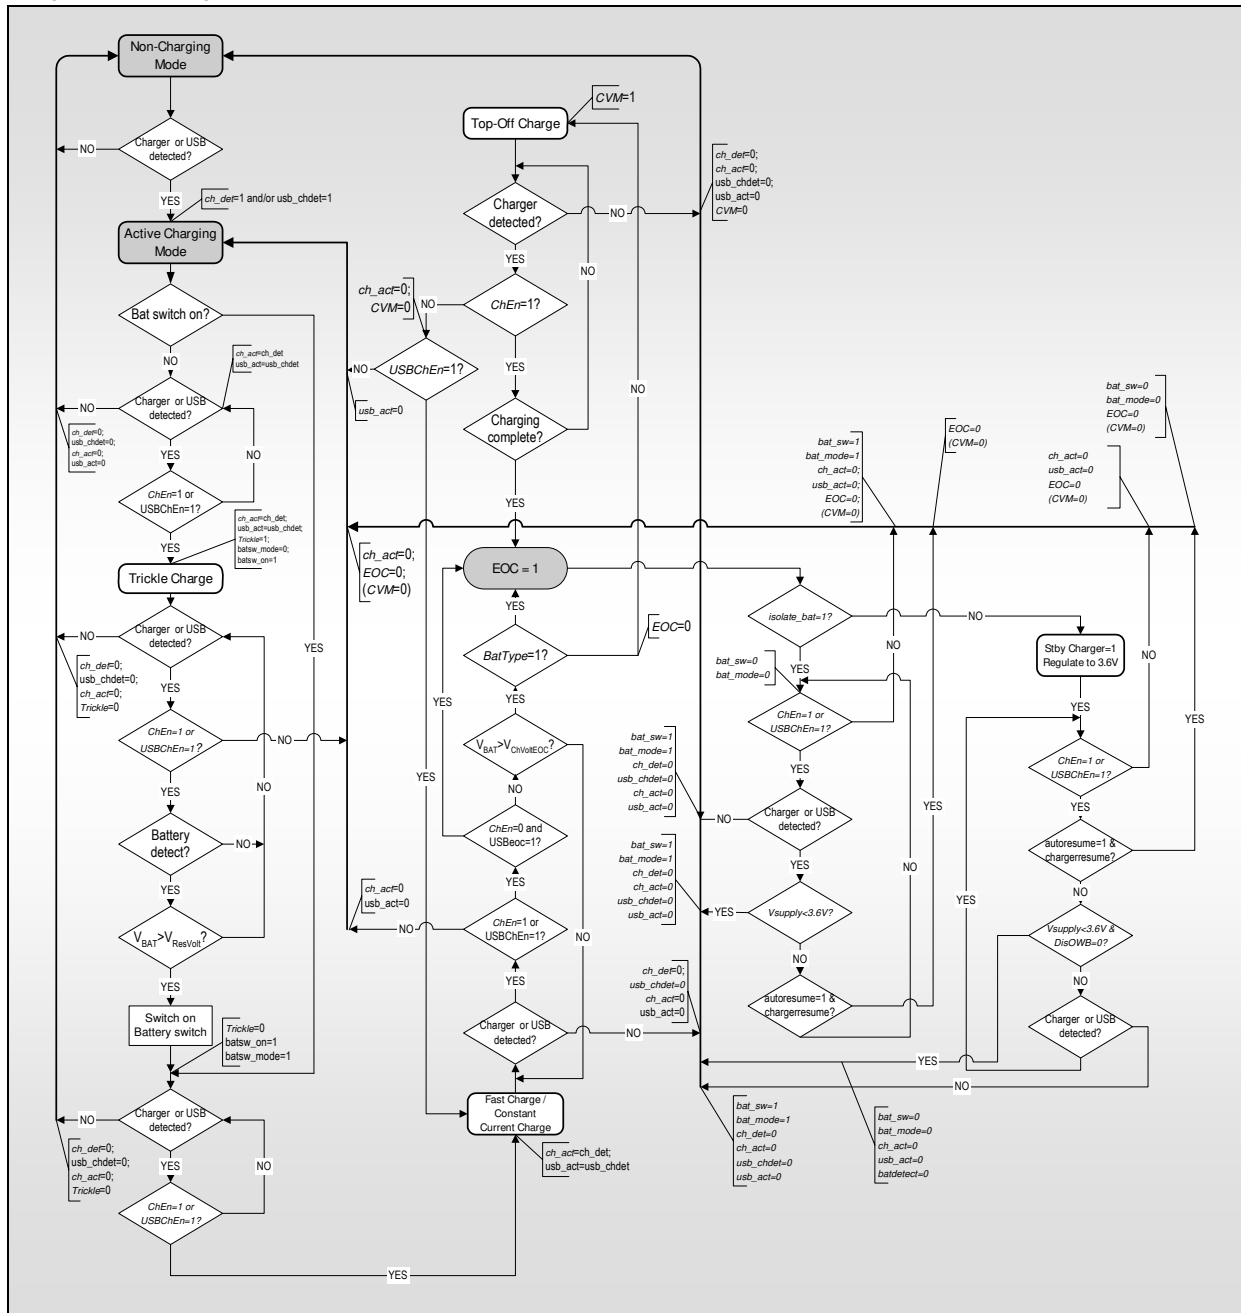 Non-Charging
Mode
Charger or USB
detected?
NO
YES
ch_det=1 and/or usb_chdet=1
Active Charging
Mode
Bat switch on?
NO
ch_act=ch_det
usb_act=usb_chdet
Charger or USB
detected?
NO
ch_det=0;
usb_chdet=0;
ch_act=0;
usb_act=0
YES
NO
ChEn=1 or
USBChEn=1?
YES
ch_act=ch_det;
usb_act=usb_chdet;
Trickle=1;
batsw_mode=0;
batsw_on=1
Trickle Charge
Charger or USB
detected?
NO
ch_det=0;
usb_chdet=0;
ch_act=0;
Trickle=0
YES
YES
ChEn=1 or
USBChEn=1?
NO
YES
NO
Battery
detect?
NO
YES
VBAT>VResVolt?
YES
Switch on
Battery switch
Trickle=0
batsw_on=1
batsw_mode=1
Charger or USB
detected?
NO
ch_det=0;
usb_chdet=0;
ch_act=0;
Trickle=0
YES
NO
ChEn=1 or
USBChEn=1?
YES
CVM=1
Top-Off Charge
Charger
detected?
NO
ch_det=0;
ch_act=0;
usb_chdet=0;
usb_act=0
CVM=0
YES
NO
ChEn=1?
NO
ch_act=0;
CVM=0
USBChEn=1?
NO
usb_act=0
YES
Charging
complete?
YES
ch_act=0;
EOC=0;
(CVM=0)
EOC = 1
YES
BatType=1?
EOC=0
YES
YES
YES
VBAT>VChVoltEOC?
NO
NO
ChEn=0 and
USBeoc=1?
YES
ch_act=0
usb_act=0
NO
ChEn=1 or
USBChEn=1?
YES
Charger or USB
detected?
NO
ch_det=0;
usb_chdet=0
ch_act=0
usb_act=0
Fast Charge /
Constant
Current Charge
ch_act=ch_det;
usb_act=usb_chdet
bat_sw=1
bat_mode=1
ch_act=0;
usb_act=0;
EOC=0;
(CVM=0)
EOC=0
(CVM=0)
ch_act=0
usb_act=0
EOC=0
(CVM=0)
bat_sw=0
bat_mode=0
EOC=0
(CVM=0)
isolate_bat=1?
NO
YES
bat_sw=0
bat_mode=0
NO
ChEn=1 or
USBChEn=1?
YES
bat_sw=1
bat_mode=1
ch_det=0
usb_chdet=0
ch_act=0
usb_act=0
NO
Charger or USB
detected?
YES
YES
NO
bat_sw=1
bat_mode=1
ch_det=0
ch_act=0
usb_chdet=0
usb_act=0
YES
Vsupply<3.6V?
NO
autoresume=1 &
chargerresume?
Stby Charger=1
Regulate to 3.6V
NO
YES
YES
ChEn=1 or
USBChEn=1?
YES
autoresume=1 &
chargerresume?
YES
NO
Vsupply<3.6V &
DisOWB=0?
NO
Charger or USB
detected?
YES
NO
bat_sw=1
bat_mode=1
ch_det=0
ch_act=0
usb_chdet=0
usb_act=0
bat_sw=0
bat_mode=0
ch_act=0
usb_act=0
batdetect=0